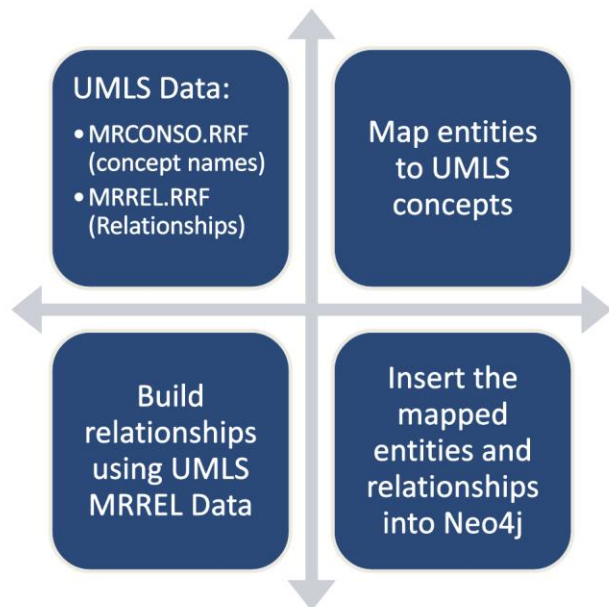 UMLS Data:
•MRCONSO.RRF
(concept names)
•MRREL.RRF
(Relationships)
Map entities
to UMLS
concepts
Build
relationships
using UMLS
MRREL Data
Insert the
mapped
entities and
relationships
into Neo4j